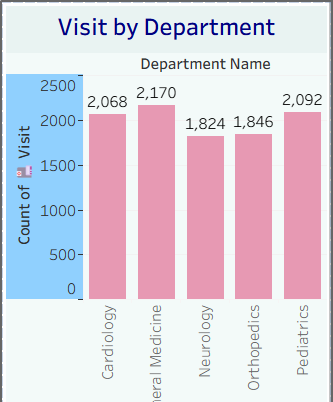 Visit by Department
Department Name
2500
2000
1500
1000
500
0
Count of Visit
2,068
2,170
1,824
1,846
2,092
Cardiology
neral Medicine
Neurology
Orthopedics
Pediatrics